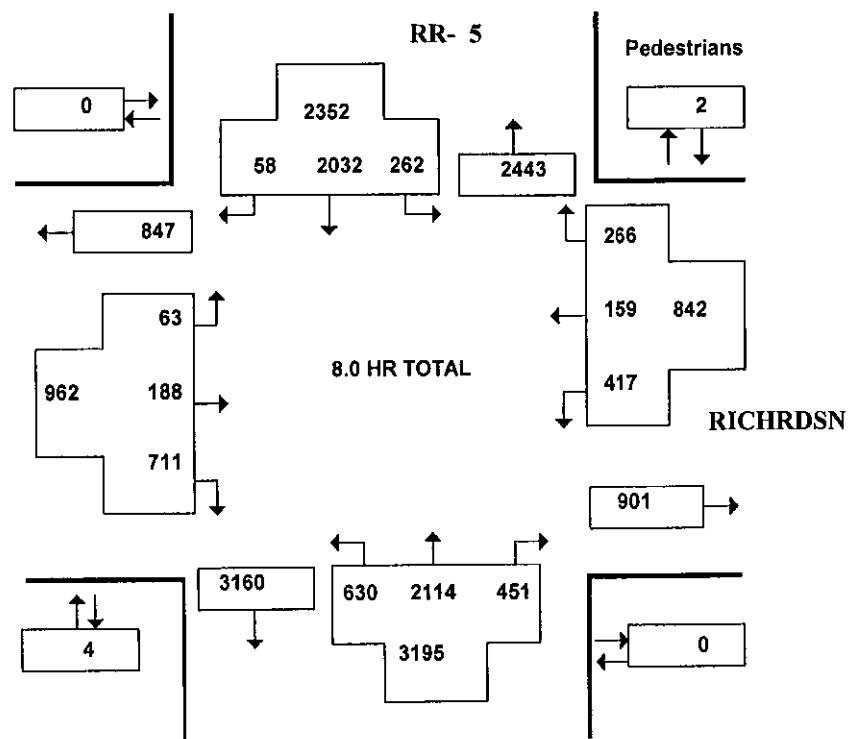 RR- 5
Pedestrians
0
2352
2
58 2032 262
2443
847
266
63
159 842
962 188
8.0 HR TOTAL
417
RICHRDSN
711
901
3160
630 2114 451
4
3195
0